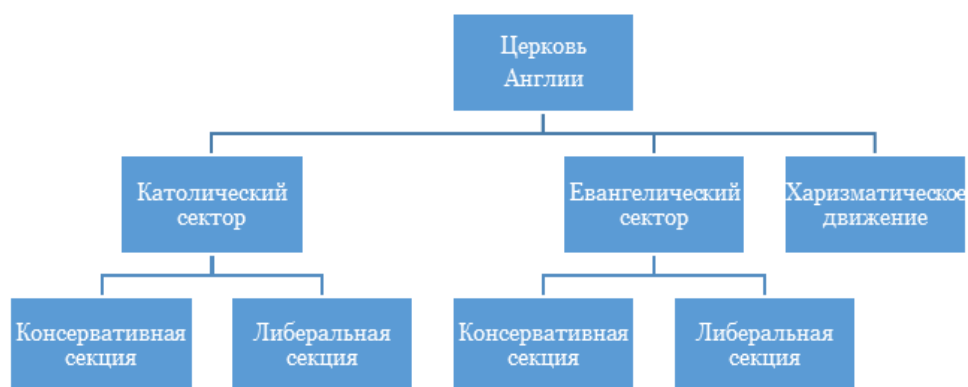 Церковь
Англии
Католический
сектор
Евангелический
сектор
Харизматическое
движение
Консервативная
секция
Либеральная
секция
Консервативная
секция
Либеральная
секция